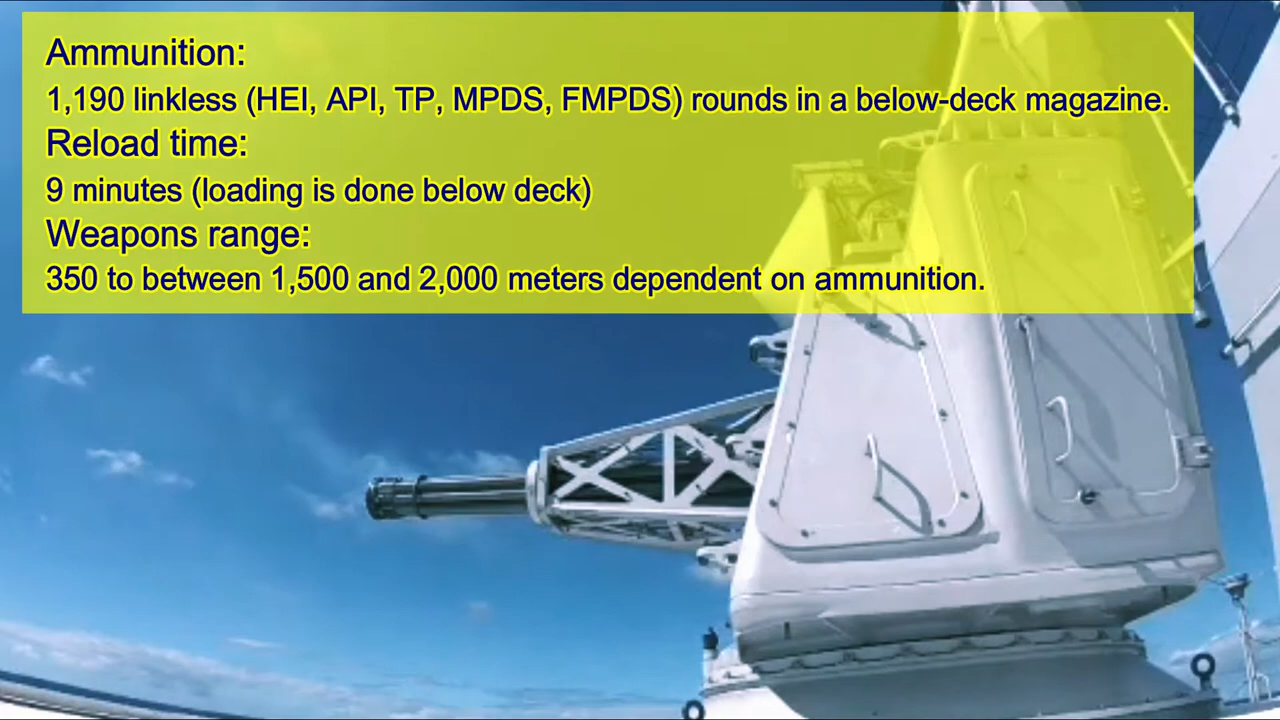 Ammunition:
1,190 linkless (HEI, API, TP, MPDS, FMPDS) rounds in a below-deck magazine.
Reload time:
9 minutes (loading is done below deck)
Weapons range:
350 to between 1,500 and 2,000 meters dependent on ammunition.